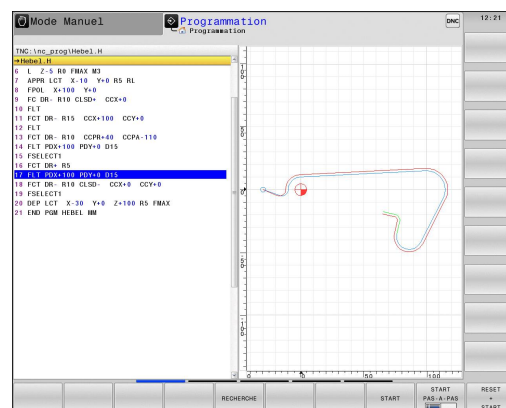 Mode Manuel
Programmation
Programmation
DNC
12:21
TNC:\nc_prog\Hebel.H
→Hebel.H
6 L Z-5 R0 FMAX M3
7 APPR LCT X-10 Y+0 R5 RL
8 FPOL X+100 Y+0
9 FC DR- R10 CLSD+ CCX+0
10 FLT
11 FCT DR- R15 CCX+100 CCY+0
12 FLT
13 FCT DR- R10 CCPR+40 CCPA-110
14 FLT PDX+100 PDY+0 D15
15 FSELECT1
16 FCT DR+ R5
17 FLT PDX+100 PDY+0 D15
18 FCT DR- R10 CLSD- CCX+0 CCY+0
19 FSELECT1
20 DEP LCT X-30 Y+0 Z+100 R5 FMAX
21 END PGM HEBEL MM
100
50
0
-50
-100
0 50 100
RECHERCHE
START
START PAS-A-PAS
RESET + START